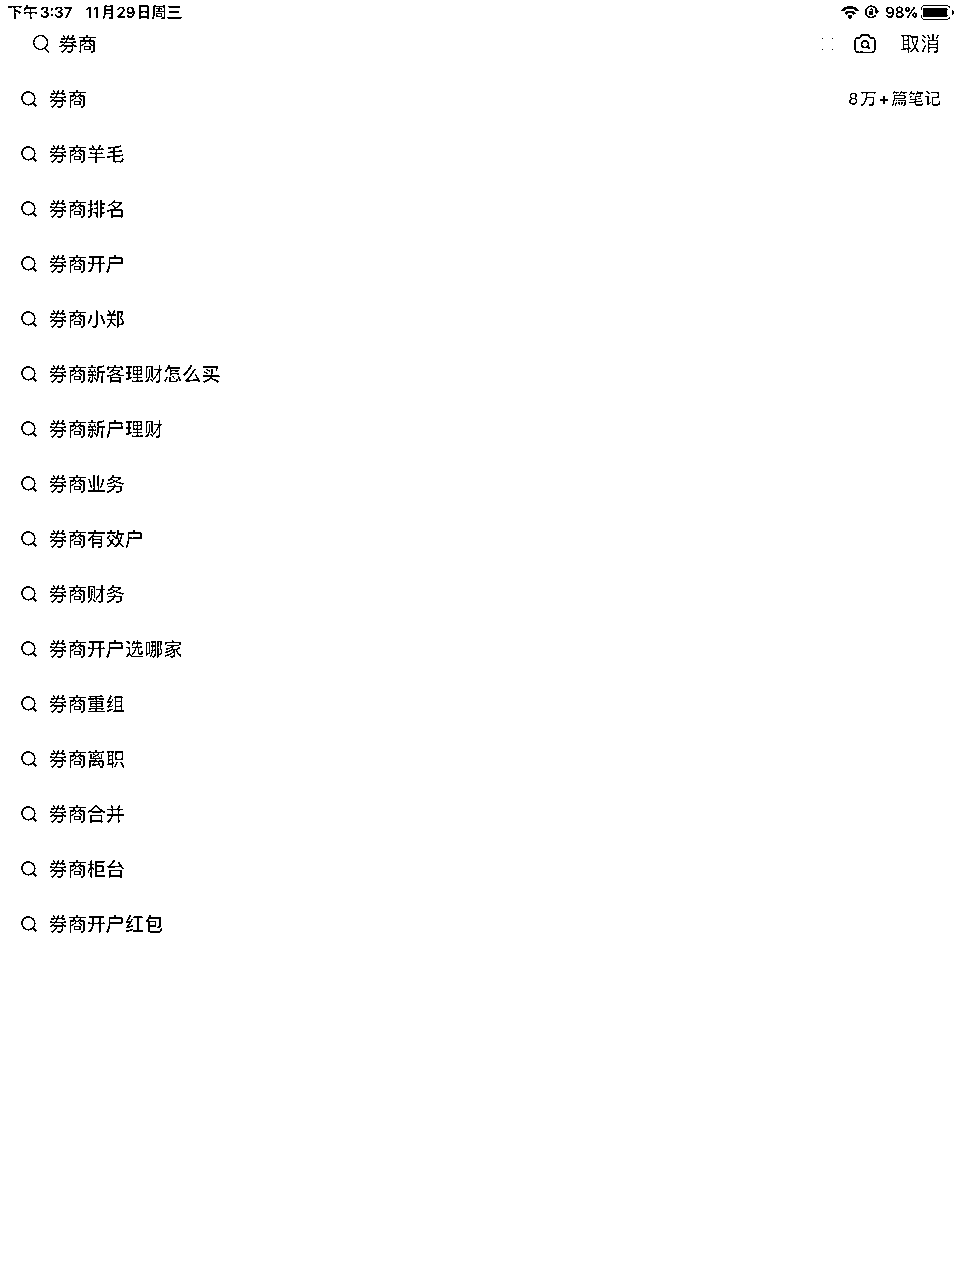 下午3:37 11月29日周三 98%
券商 取消
券商 8万+篇笔记
券商羊毛
券商排名
券商开户
券商小郑
券商新客理财怎么买
券商新户理财
券商业务
券商有效户
券商财务
券商开户选哪家
券商重组
券商离职
券商合并
券商柜台
券商开户红包